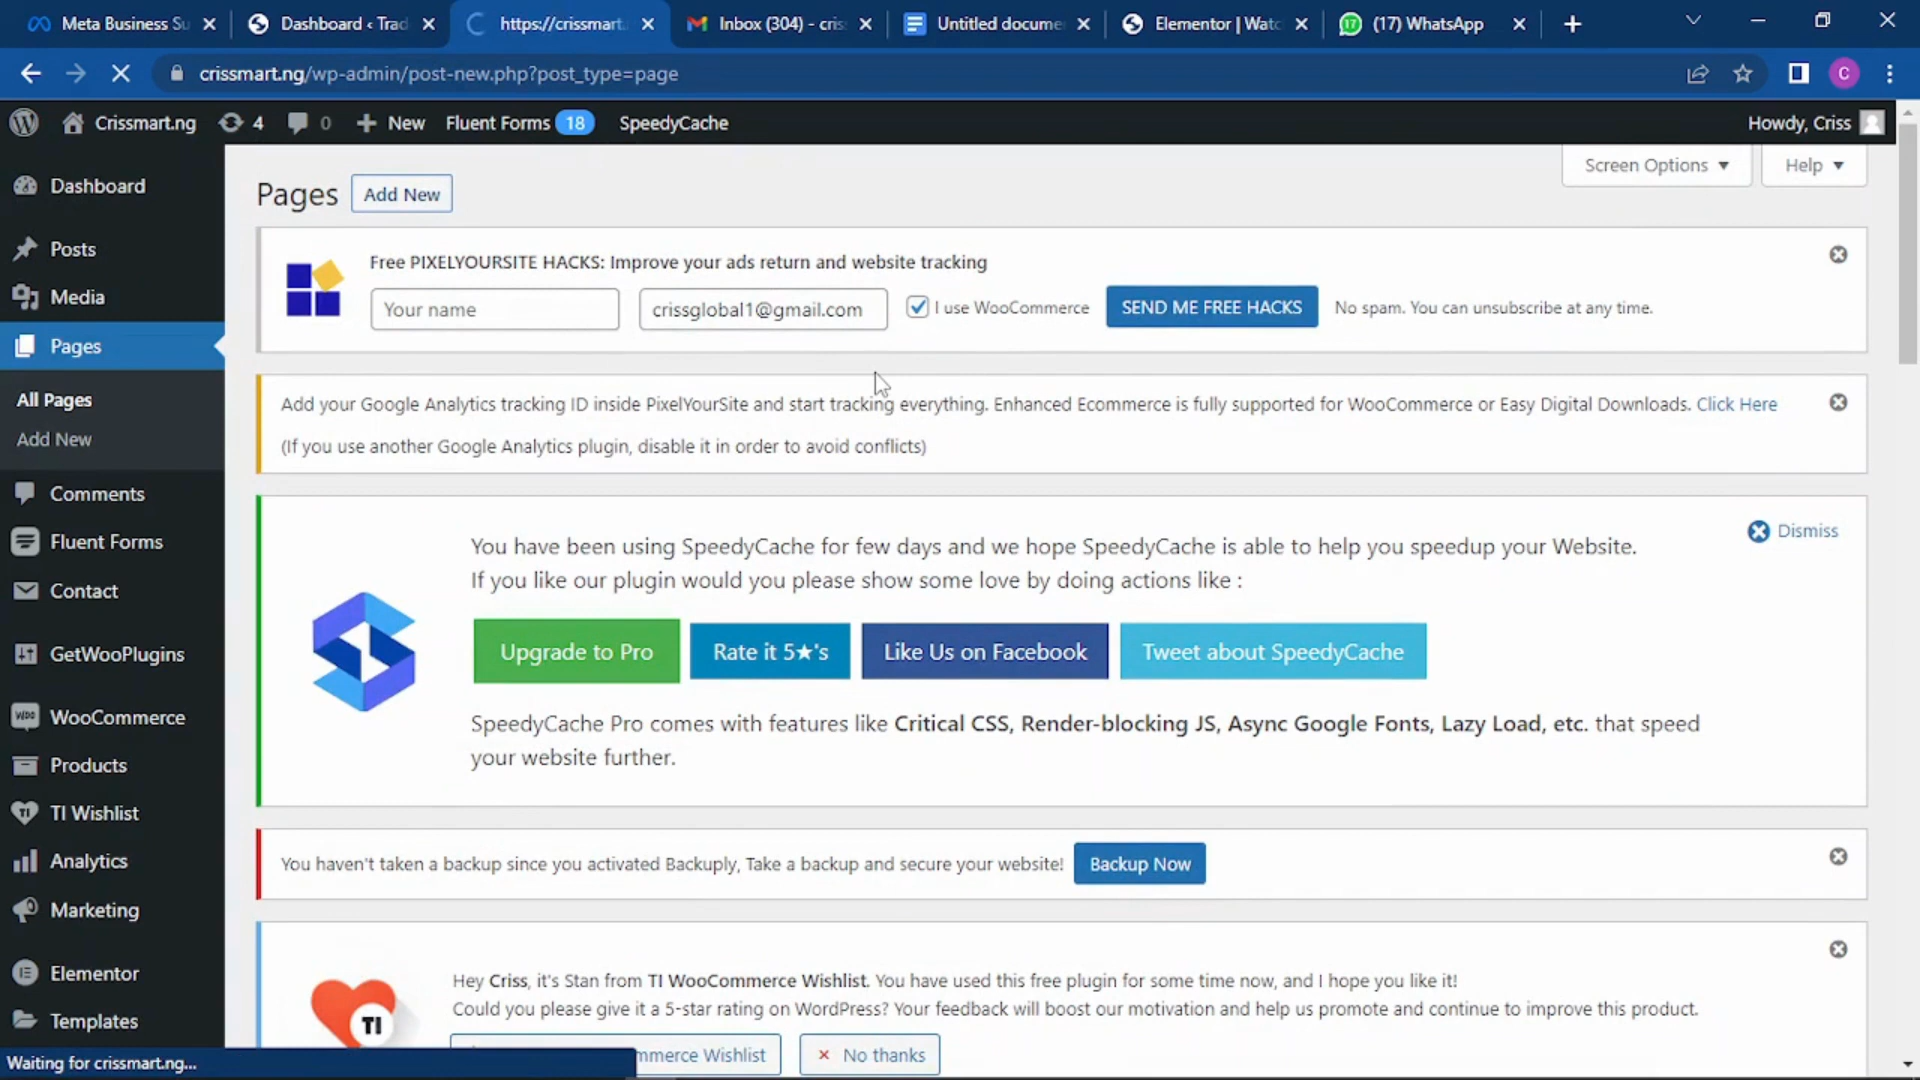 Meta Business Su
Dashboard ‹ Trad
https://crissmart.
Inbox (304) - cris
Untitled docume
Elementor | Watc
(17) WhatsApp
crissmart.ng/wp-admin/post-new.php?post_type=page
C
Crissmart.ng
4
0
New
Fluent Forms 18
SpeedyCache
Howdy, Criss
Screen Options
Help
Pages
Add New
Dashboard
Posts
Media
Pages
All Pages
Add New
Comments
Fluent Forms
Contact
GetWooPlugins
WooCommerce
Products
TI Wishlist
Analytics
Marketing
Elementor
Templates
Free PIXELYOURSITE HACKS: Improve your ads return and website tracking
Your name
crissglobal1@gmail.com
I use WooCommerce
SEND ME FREE HACKS
No spam. You can unsubscribe at any time.
Add your Google Analytics tracking ID inside PixelYourSite and start tracking everything. Enhanced Ecommerce is fully supported for WooCommerce or Easy Digital Downloads. Click Here
(If you use another Google Analytics plugin, disable it in order to avoid conflicts)
You have been using SpeedyCache for few days and we hope SpeedyCache is able to help you speedup your Website.
If you like our plugin would you please show some love by doing actions like :
Dismiss
Upgrade to Pro
Rate it 5★'s
Like Us on Facebook
Tweet about SpeedyCache
SpeedyCache Pro comes with features like Critical CSS, Render-blocking JS, Async Google Fonts, Lazy Load, etc. that speed
your website further.
You haven't taken a backup since you activated Backuply, Take a backup and secure your website!
Backup Now
TI
Hey Criss, it's Stan from TI WooCommerce Wishlist. You have used this free plugin for some time now, and I hope you like it!
Could you please give it a 5-star rating on WordPress? Your feedback will boost our motivation and help us promote and continue to improve this product.
mmerce Wishlist
No thanks
Waiting for crissmart.ng...